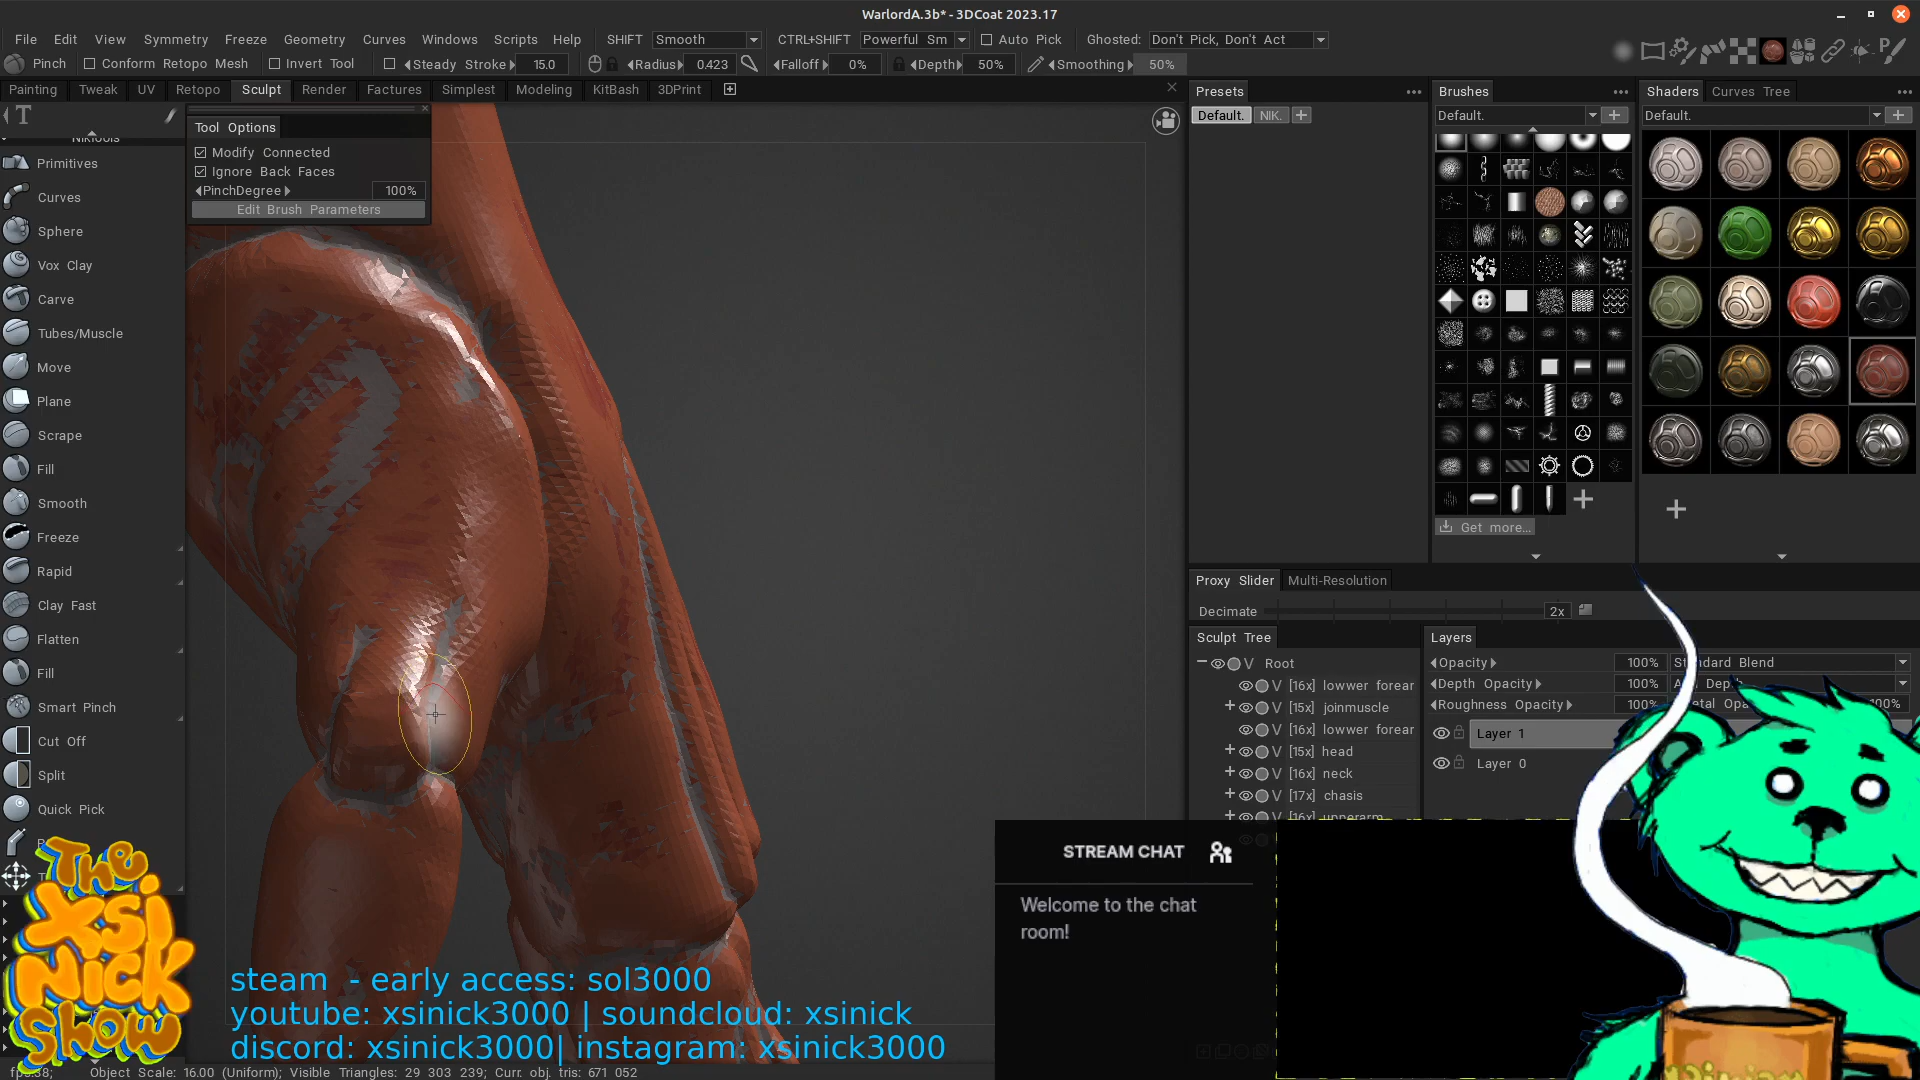 WarlordA.3b* - 3DCoat 2023.17
File Edit View Symmetry Freeze Geometry Curves Windows Scripts Help SHIFT Smooth CTRL+SHIFT Powerful Sm Auto Pick Ghosted: Don't Pick, Don't Act
Pinch Conform Retopo Mesh Invert Tool Steady Stroke 15.0 Radius 0.423 Falloff 0% Depth 50% Smoothing 50%
Painting Tweak UV Retopo Sculpt Render Factures Simplest Modeling KitBash 3DPrint
T
Niktools
Primitives
Curves
Sphere
Vox Clay
Carve
Tubes/Muscle
Move
Plane
Scrape
Fill
Smooth
Freeze
Rapid
Clay Fast
Flatten
Fill
Smart Pinch
Cut Off
Split
Quick Pick
Tool Options
Modify Connected
Ignore Back Faces
PinchDegree 100%
Edit Brush Parameters
Presets
Default. NIK.
Brushes
Default.
Get more...
Shaders Curves Tree
Default.
Proxy Slider Multi-Resolution
Decimate 2x
Sculpt Tree
Root
V [16x] lowwer forear
V [15x] joinmuscle
V [16x] lowwer forear
V [15x] head
V [16x] neck
V [17x] chasis
V [16x] upperarm
Layers
Opacity 100% Standard Blend
Depth Opacity 100%
Roughness Opacity 100% 100%
Layer 1
Layer 0
STREAM CHAT
Welcome to the chat
room!
The
XSI
Nick
Show
steam - early access: sol3000
youtube: xsinick3000 | soundcloud: xsinick
discord: xsinick3000| instagram: xsinick3000
Object Scale: 16.00 (Uniform); Visible Triangles: 29 303 239; Curr. obj. tris: 671 052